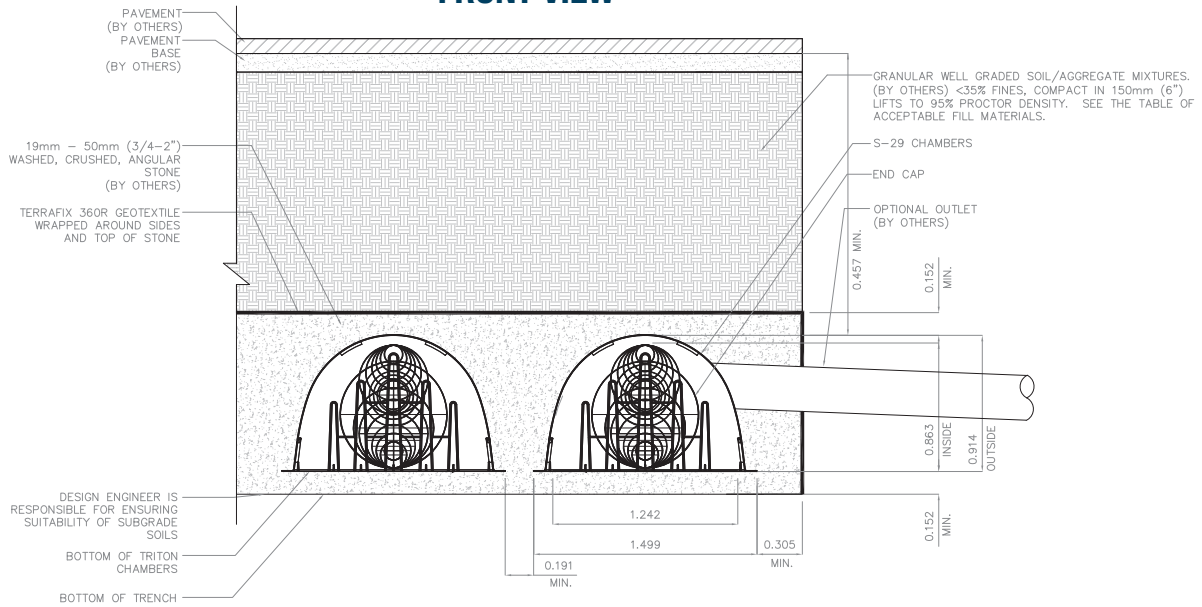 FRONT VIEW
PAVEMENT
(BY OTHERS)
PAVEMENT
BASE
(BY OTHERS)
19mm – 50mm (3/4–2")
WASHED, CRUSHED, ANGULAR
STONE
(BY OTHERS)
TERRAFIX 360R GEOTEXTILE
WRAPPED AROUND SIDES
AND TOP OF STONE
DESIGN ENGINEER IS
RESPONSIBLE FOR ENSURING
SUITABILITY OF SUBGRADE
SOILS
BOTTOM OF TRITON
CHAMBERS
BOTTOM OF TRENCH
GRANULAR WELL GRADED SOIL/AGGREGATE MIXTURES.
(BY OTHERS) <35% FINES, COMPACT IN 150mm (6")
LIFTS TO 95% PROCTOR DENSITY. SEE THE TABLE OF
ACCEPTABLE FILL MATERIALS.
S-29 CHAMBERS
END CAP
OPTIONAL OUTLET
(BY OTHERS)
0.457 MIN.
0.152
MIN.
0.863
INSIDE
0.914
OUTSIDE
0.152
MIN.
1.242
1.499
0.305
MIN.
0.191
MIN.